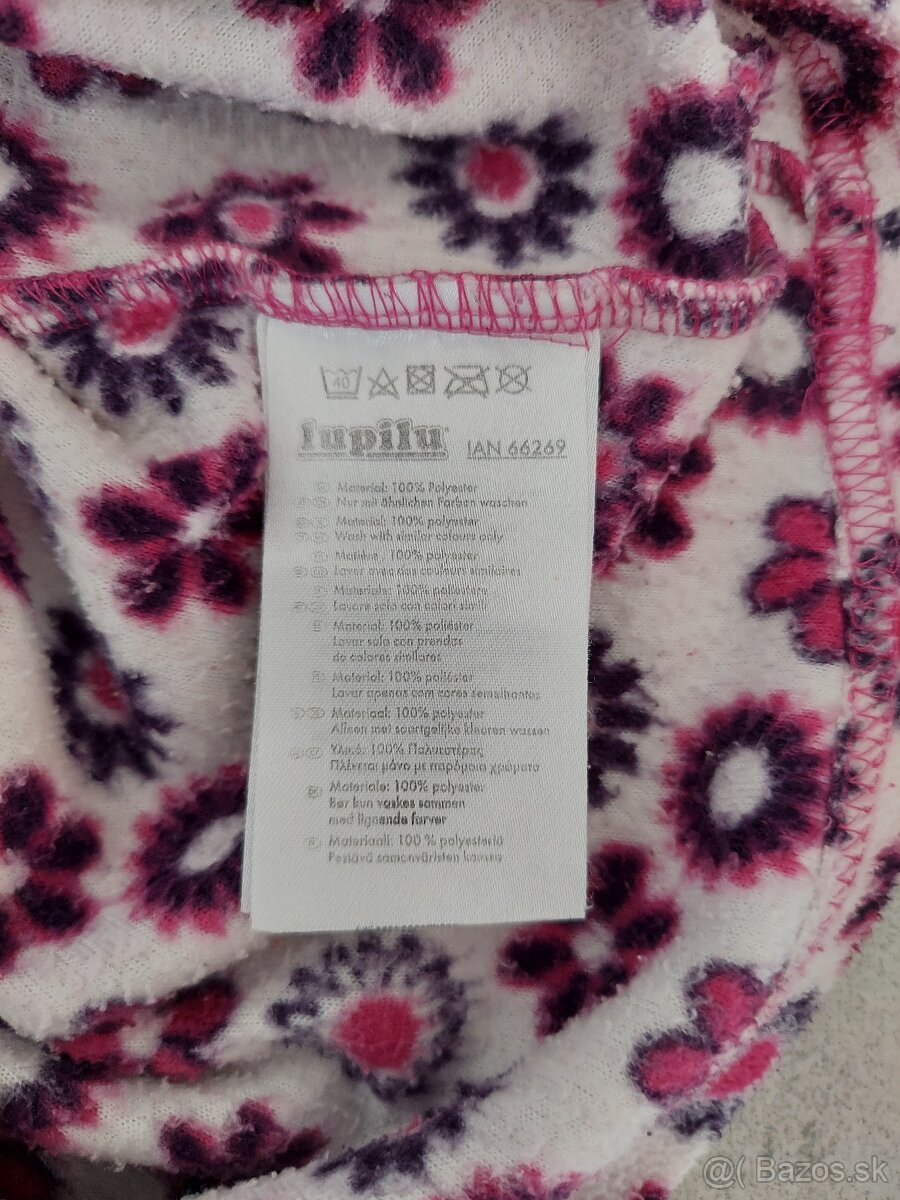 40
lupilu
IAN 66269
Material: 100% Polyester
Nur mit ähnlichen Farben waschen
Material: 100% polyester
Wash with similar colours only
Matière : 100% polyester
Laver avec des couleurs similaires
Materiale: 100% poliestere
Lavare solo con colori simili
Material: 100% poliéster
Lavar solo con prendas
de colores similares
Material: 100% poliéster
Lavar apenas com cores semelhantes
Materiaal: 100% polyester
Alleen met soortgelijke kleuren wassen
Υλικό: 100% Πολυεστέρας
Πλένεται μόνο με παρόμοια χρώματα
Materiale: 100% polyester
Bør kun vaskes sammen
med lignende farver
Materiaali: 100 % polyesteriä
Pestävä samanväristen kanssa
@( Bazos.sk